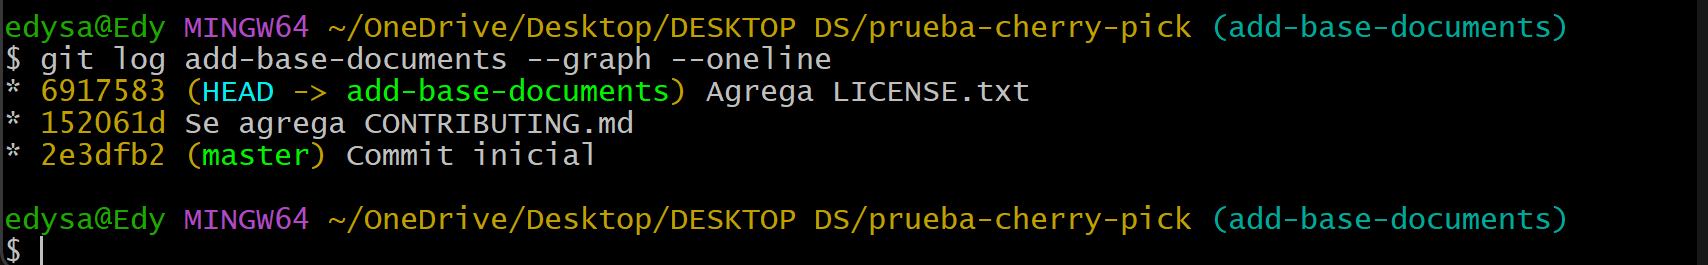 edysa@Edy MINGW64 ~/OneDrive/Desktop/DESKTOP DS/prueba-cherry-pick (add-base-documents)
$ git log add-base-documents --graph --oneline
* 6917583 (HEAD -> add-base-documents) Agrega LICENSE.txt
* 152061d Se agrega CONTRIBUTING.md
* 2e3dfb2 (master) Commit inicial
edysa@Edy MINGW64 ~/OneDrive/Desktop/DESKTOP DS/prueba-cherry-pick (add-base-documents)
$